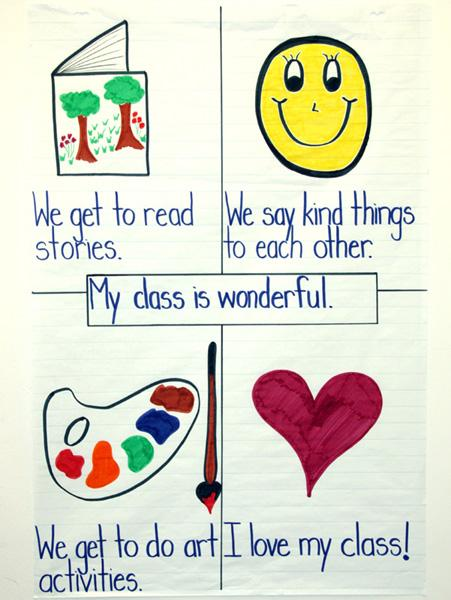 We get to read
stories.
We say kind things
to each other.
My class is wonderful.
We get to do art
activities.
I love my class!